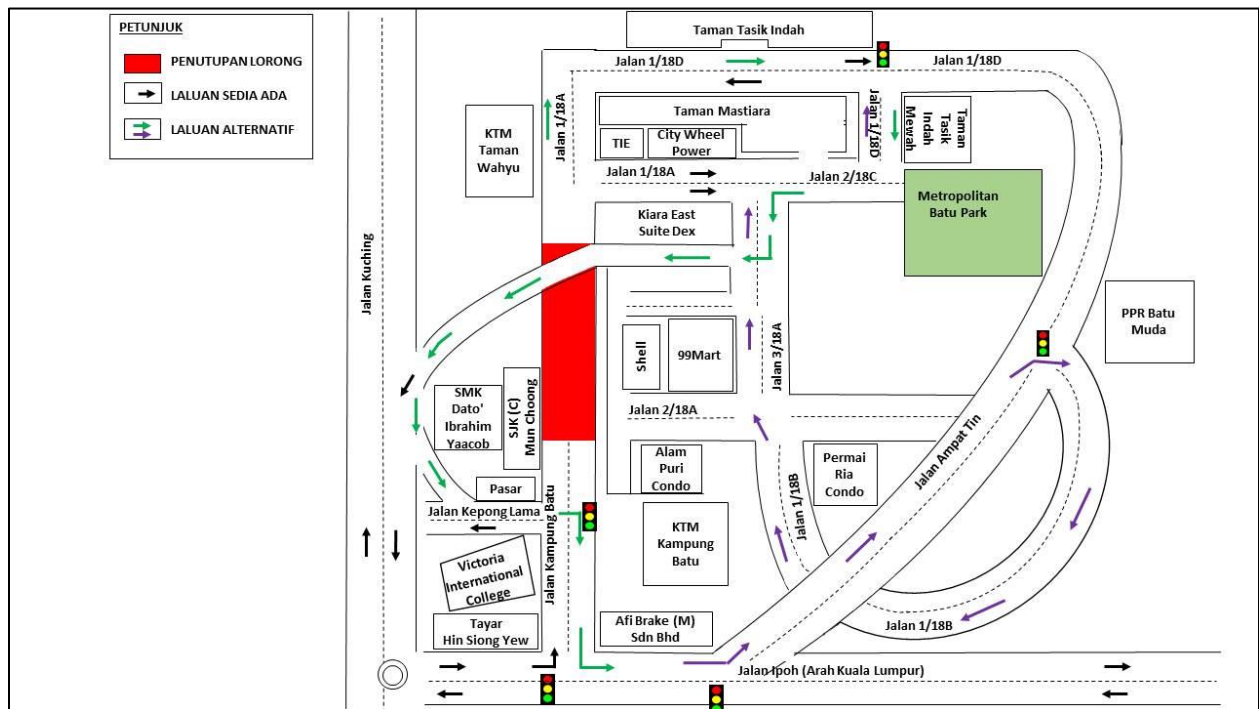 PETUNJUK
PENUTUPAN LORONG
LALUAN SEDIA ADA
LALUAN ALTERNATIF
Taman Tasik Indah
Jalan 1/18D
Jalan 1/18D
Jalan 1/18A
KTM
Taman
Wahyu
Taman Mastiara
TIE
City Wheel
Power
Jalan 1/18D
Taman
Tasik
Indah
Mewah
Jalan 1/18A
Jalan 2/18C
Metropolitan
Batu Park
Kiara East
Suite Dex
Jalan Kuching
PPR Batu
Muda
Shell
99Mart
Jalan 3/18A
SMK
Dato'
Ibrahim
Yaacob
SJK (C)
Mun Choong
Jalan 2/18A
Alam
Puri
Condo
Permai
Ria
Condo
Jalan Ampat Tin
Pasar
Jalan Kepong Lama
Jalan Kampung Batu
KTM
Kampung
Batu
Jalan 1/18B
Victoria
International
College
Tayar
Hin Siong Yew
Afi Brake (M)
Sdn Bhd
Jalan 1/18B
Jalan Ipoh (Arah Kuala Lumpur)